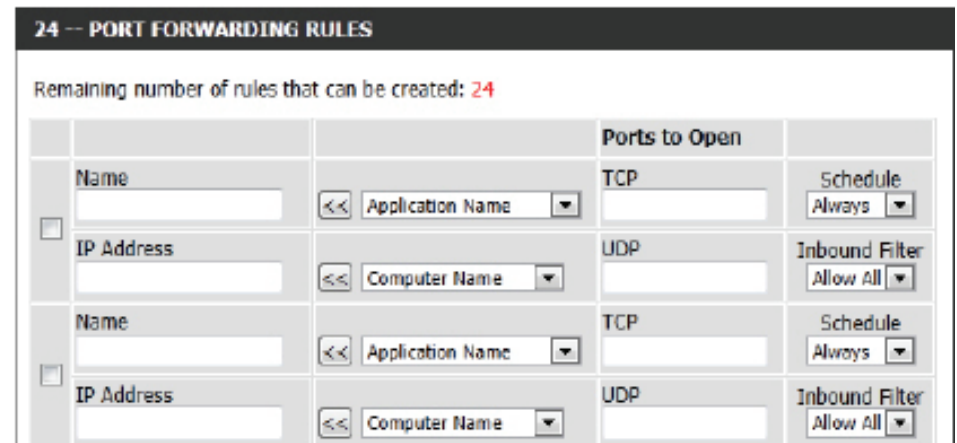 24 -- PORT FORWARDING RULES
Remaining number of rules that can be created: 24
Ports to Open
Name
<< Application Name
TCP
Schedule
Always
IP Address
<< Computer Name
UDP
Inbound Filter
Allow All
Name
<< Application Name
TCP
Schedule
Always
IP Address
<< Computer Name
UDP
Inbound Filter
Allow All